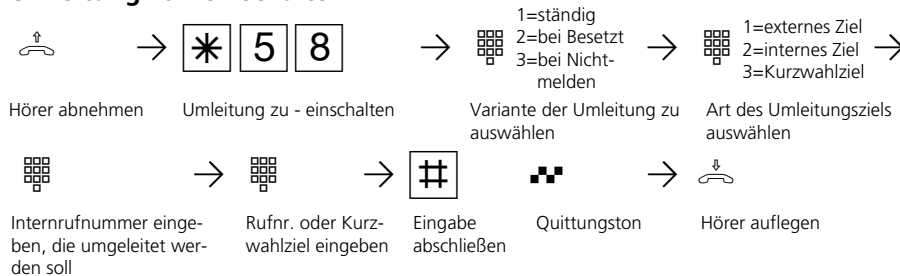 1=ständig
2=bei Besetzt
3=bei Nicht-
melden
1=externes Ziel
2=internes Ziel
3=Kurzwahlziel
* 5 8
Hörer abnehmen
Umleitung zu - einschalten
Variante der Umleitung zu
auswählen
Art des Umleitungsziels
auswählen
#
Internrufnummer einge-
ben, die umgeleitet wer-
den soll
Rufnr. oder Kurz-
wahlziel eingeben
Eingabe
abschließen
Quittungston
Hörer auflegen